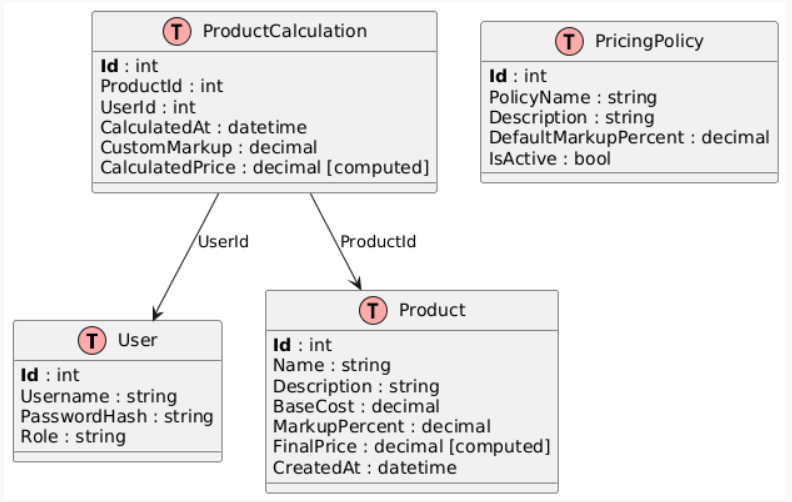 T ProductCalculation
Id : int
ProductId : int
UserId : int
CalculatedAt : datetime
CustomMarkup : decimal
CalculatedPrice : decimal [computed]
T PricingPolicy
Id : int
PolicyName : string
Description : string
DefaultMarkupPercent : decimal
IsActive : bool
UserId
ProductId
T User
Id : int
Username : string
PasswordHash : string
Role : string
T Product
Id : int
Name : string
Description : string
BaseCost : decimal
MarkupPercent : decimal
FinalPrice : decimal [computed]
CreatedAt : datetime